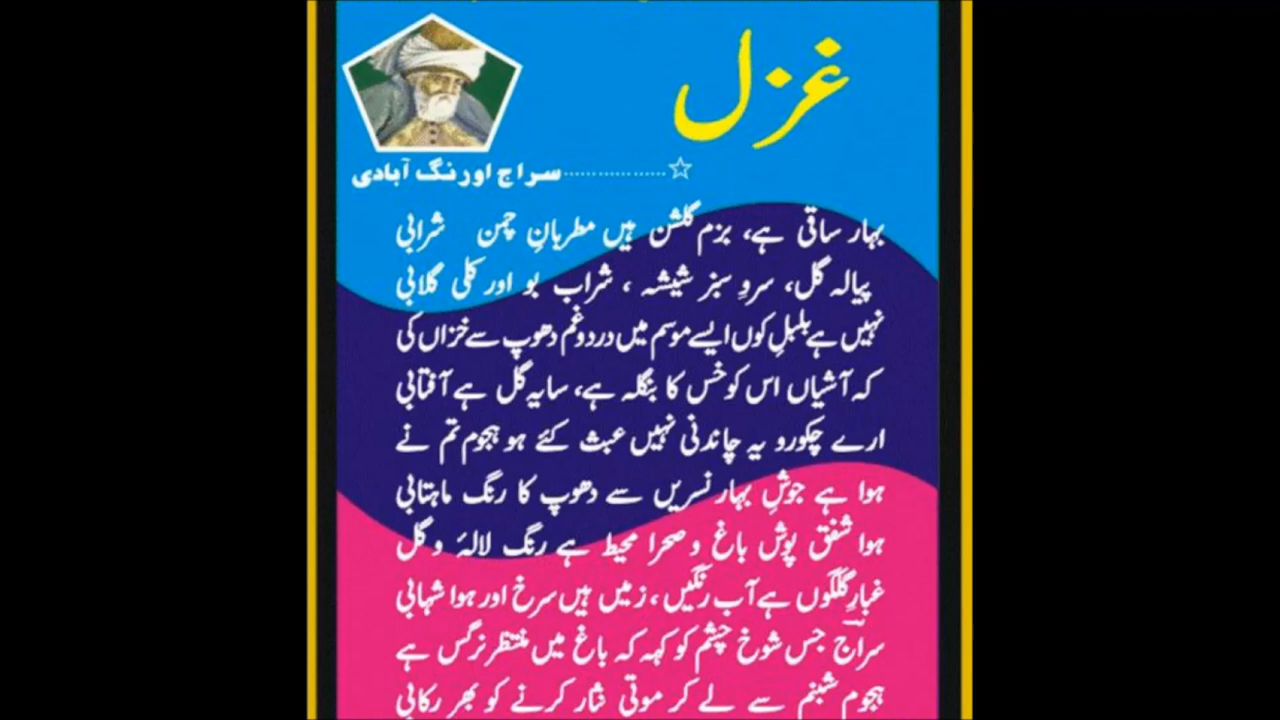 غزل
سراج اورنگ آبادی
بہار ساقی ہے، بزم گلشن ہیں مطربانِ چمن شرابی
پیالہ گل، سروِ سبز شیشہ ، شراب بو اور کلی گلابی
نہیں ہے بلبلِ کوں ایسے موسم میں درد و غم دھوپ سے خزاں کی
کہ آشیاں اس کو خس کا بنگلہ ہے، سایہ گل ہے آفتابی
ارے چکورو یہ چاندنی نہیں عبث کئے ہو ہجوم تم نے
ہوا ہے جوشِ بہار نسریں سے دھوپ کا رنگ ماہتابی
ہوا شفق پوش باغ و صحرا محیط ہے رنگ لالۂ و گل
غبارِ گلگوں ہے آب رنگیں، زمیں ہیں سرخ اور ہوا شہابی
سراجؔ جس شوخ چشم کو کہہ کہ باغ میں منتظر نرگس ہے
ہجوم شبنم سے لے کر موتی نثار کرنے کو بھر رکابی